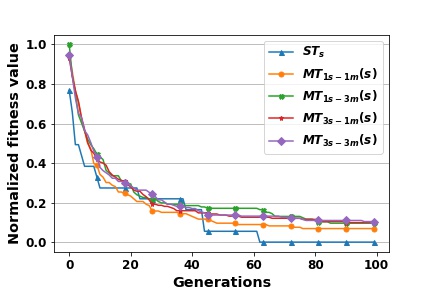 Normalized fitness value
1.0
0.8
0.6
0.4
0.2
0.0
ST_s
MT_{1s-1m}(s)
MT_{1s-3m}(s)
MT_{3s-1m}(s)
MT_{3s-3m}(s)
0 20 40 60 80 100
Generations